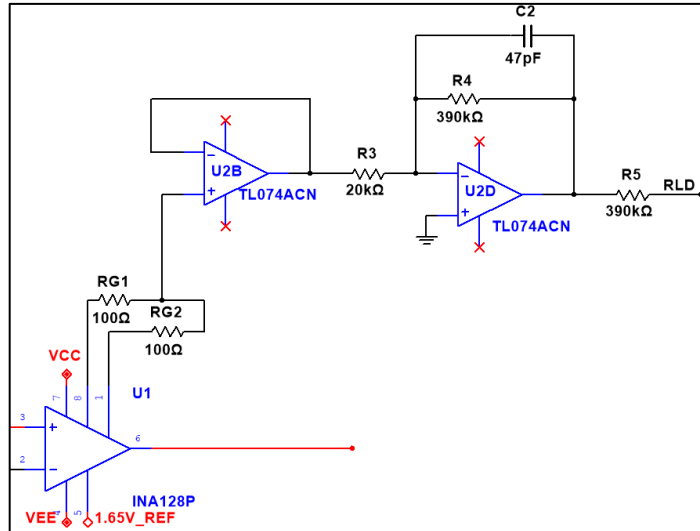 C2
47pF
R4
390kΩ
R3
20kΩ
U2B
TL074ACN
U2D
TL074ACN
R5
390kΩ
RLD
RG1
100Ω
RG2
100Ω
VCC
U1
7
8
1
3
2
6
4
5
INA128P
VEE
1.65V_REF
−
+
−
+
+
−